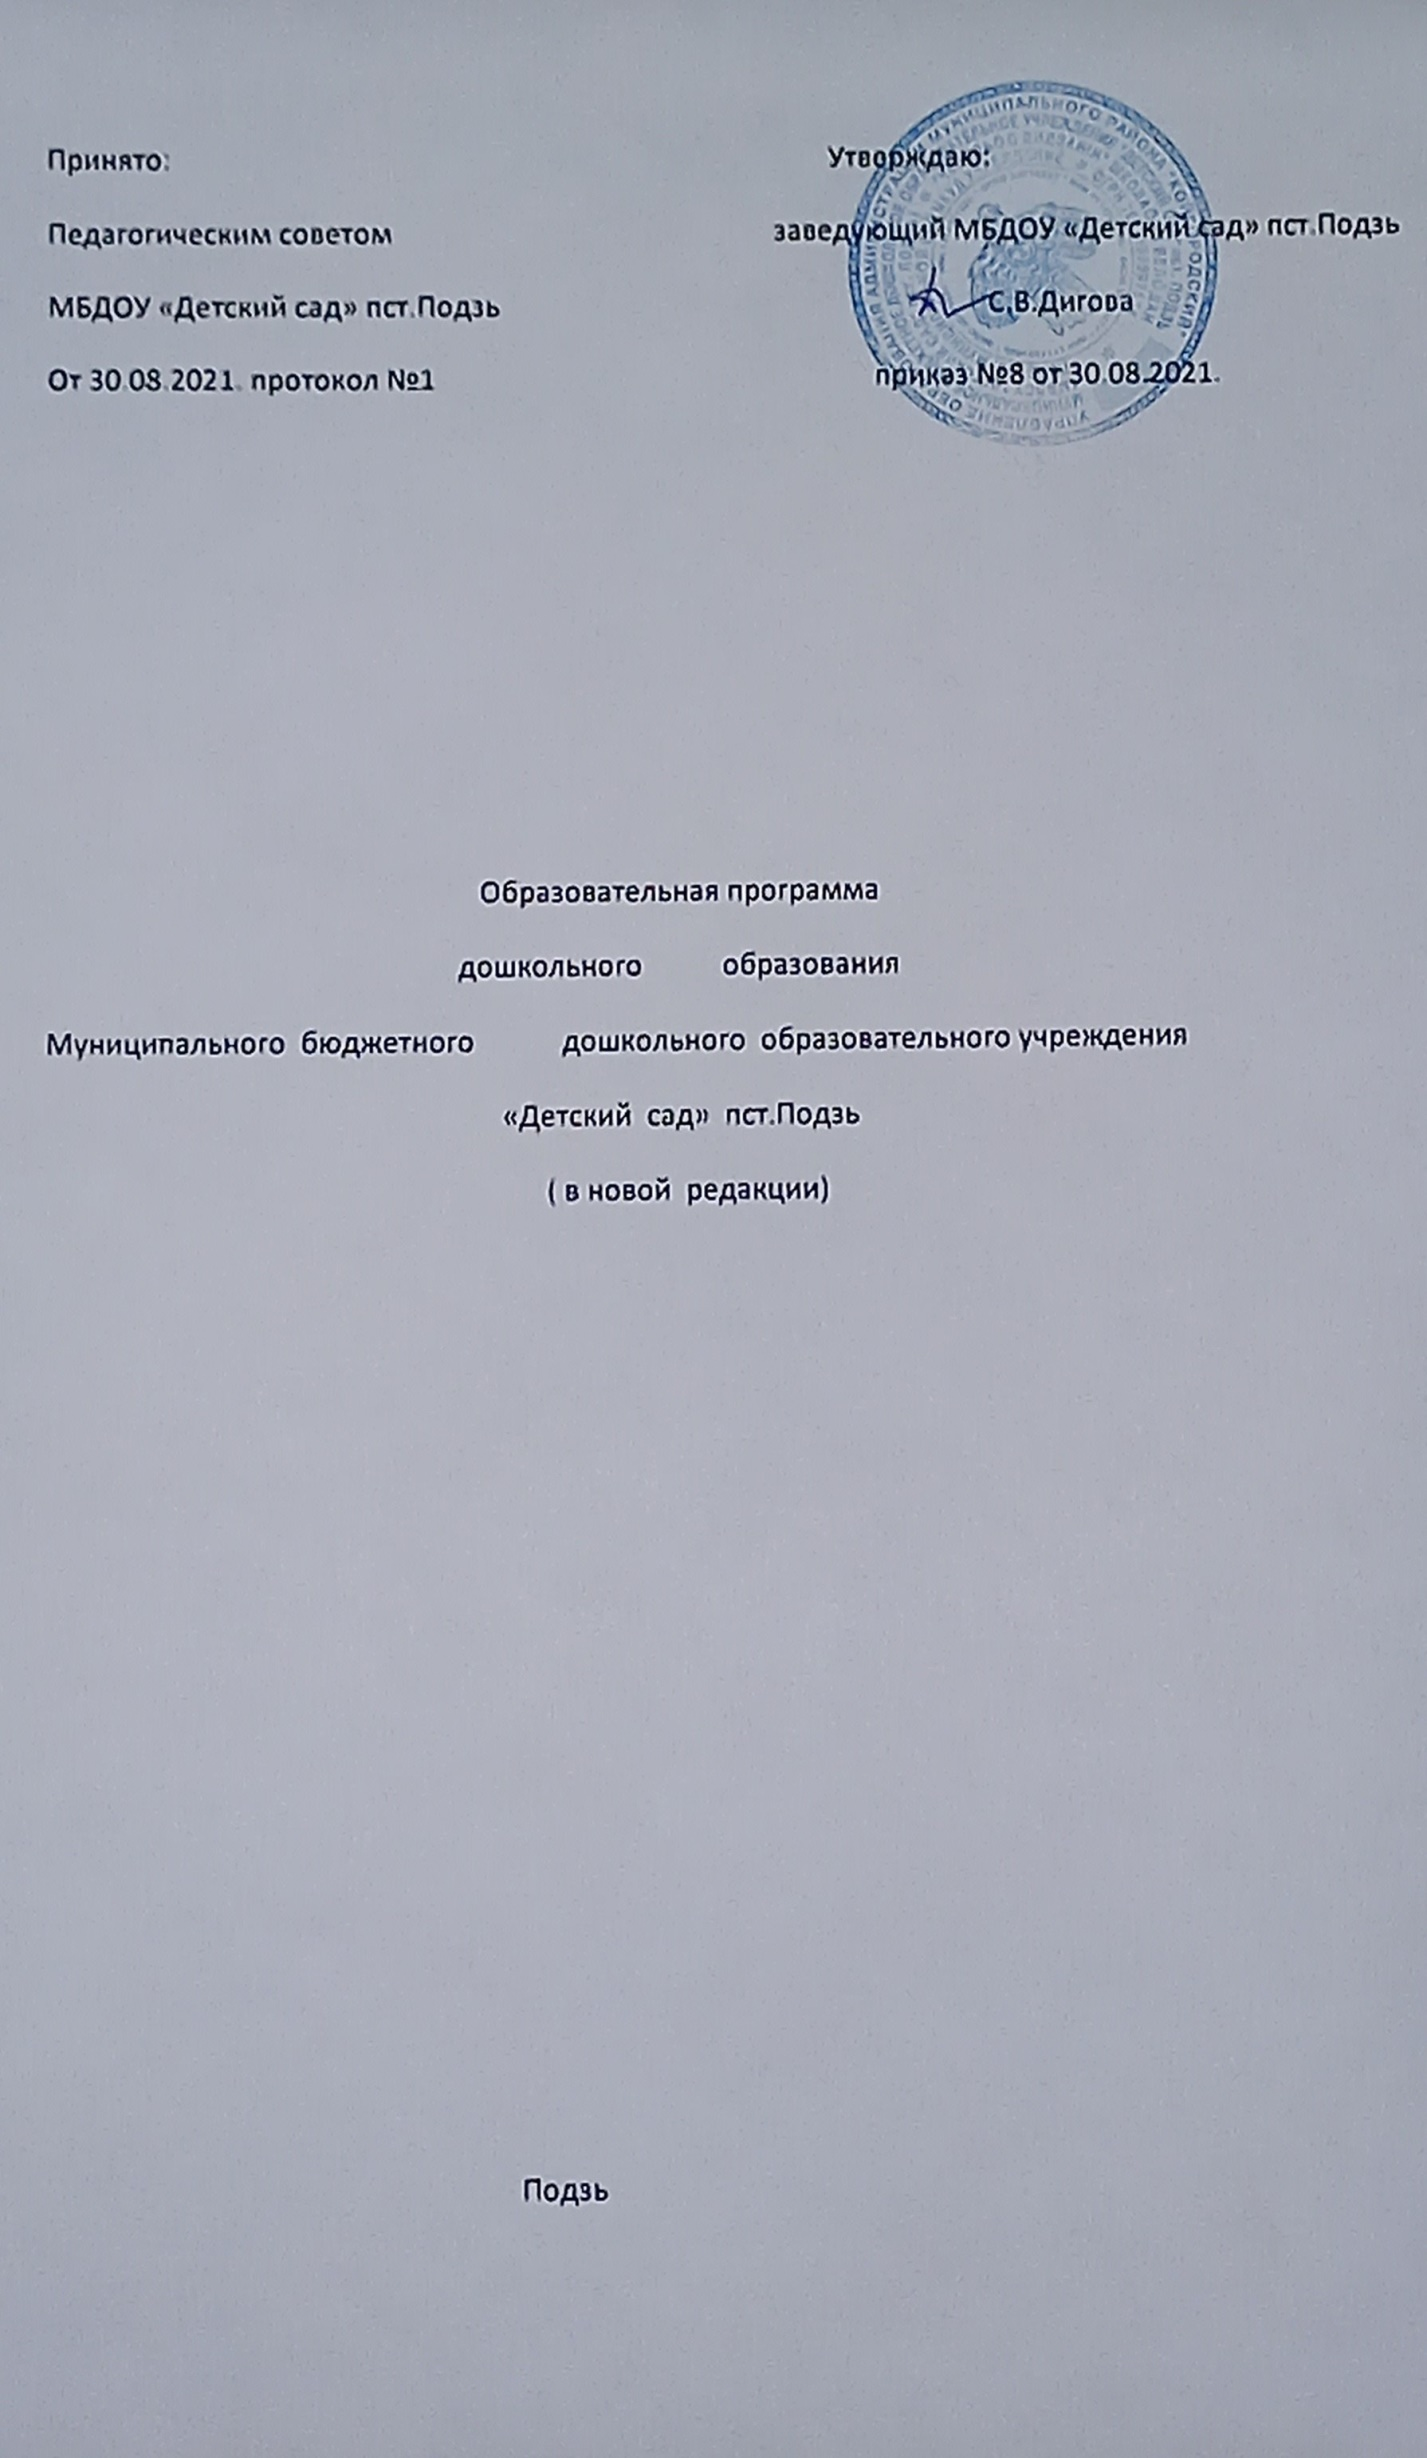 Принято:
Педагогическим советом
МБДОУ «Детский сад» пст.Подзь
От 30.08.2021. протокол №1
Утверждаю:
заведующий МБДОУ «Детский сад» пст.Подзь
С.В.Дигова
приказ №8 от 30.08.2021.
Образовательная программа
дошкольного образования
Муниципального бюджетного дошкольного образовательного учреждения
«Детский сад» пст.Подзь
( в новой редакции)
Подзь